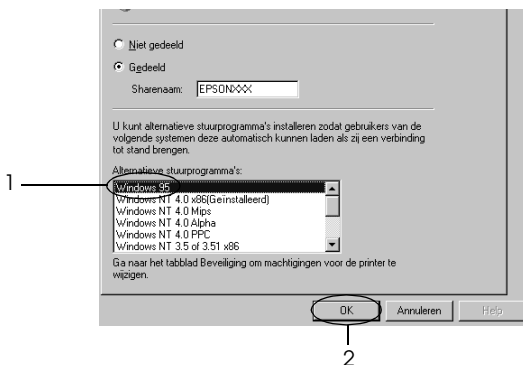 Niet gedeeld
Gedeeld
Sharenaam: EPSONXXX
U kunt alternatieve stuurprogramma's installeren zodat gebruikers van de
volgende systemen deze automatisch kunnen laden als zij een verbinding
tot stand brengen.
Alternatieve stuurprogramma's:
1
Windows 95
Windows NT 4.0 x86(Geïnstalleerd)
Windows NT 4.0 Mips
Windows NT 4.0 Alpha
Windows NT 4.0 PPC
Windows NT 3.5 of 3.51 x86
Ga naar het tabblad Beveiliging om machtigingen voor de printer te
wijzigen.
OK Annuleren Help
2